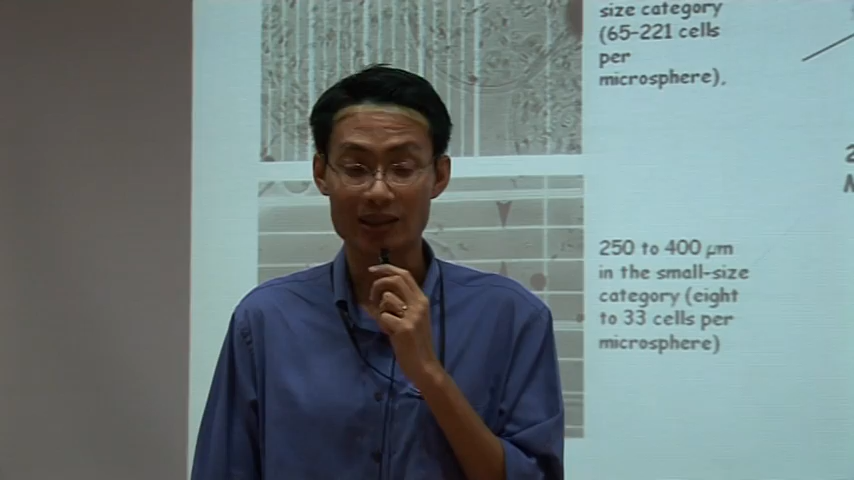 size category
(65-221 cells
per
microsphere),
250 to 400 µm
in the small-size
category (eight
to 33 cells per
microsphere)
2